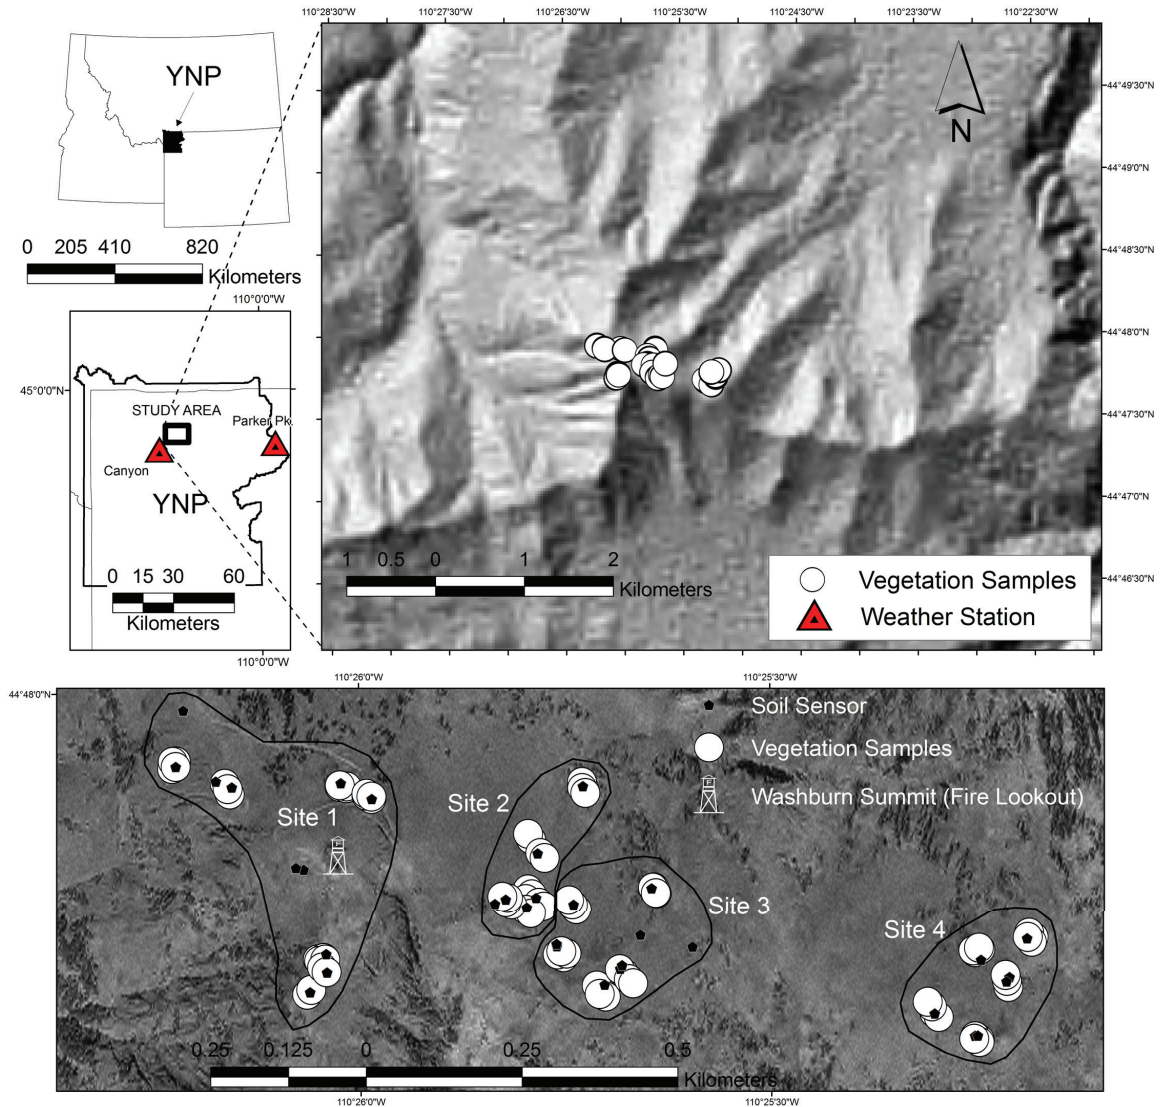 110°28'30"W 110°27'30"W 110°26'30"W 110°25'30"W 110°24'30"W 110°23'30"W 110°22'30"W
YNP
0 205 410 820
Kilometers
N
44°49'30"N
44°49'0"N
44°48'30"N
44°48'0"N
44°47'30"N
44°47'0"N
44°46'30"N
110°0'0"W
45°0'0"N
STUDY AREA
Parker Pk.
Canyon
YNP
0 15 30 60
Kilometers
110°0'0"W
1 0.5 0 1 2
Kilometers
Vegetation Samples
Weather Station
110°26'0"W 110°25'30"W
44°48'0"N
Soil Sensor
Vegetation Samples
F
Washburn Summit (Fire Lookout)
Site 1
F
Site 2
Site 3
Site 4
0.25 0.125 0 0.25 0.5
Kilometers
110°26'0"W 110°25'30"W